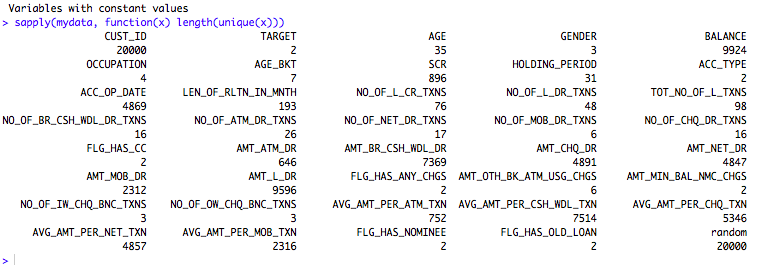 Variables with constant values
> sapply(mydata, function(x) length(unique(x)))
CUST_ID TARGET AGE GENDER BALANCE
20000 2 35 3 9924
OCCUPATION AGE_BKT SCR HOLDING_PERIOD ACC_TYPE
4 7 896 31 2
ACC_OP_DATE LEN_OF_RLTN_IN_MNTH NO_OF_L_CR_TXNS NO_OF_L_DR_TXNS TOT_NO_OF_L_TXNS
4869 193 76 48 98
NO_OF_BR_CSH_WDL_DR_TXNS NO_OF_ATM_DR_TXNS NO_OF_NET_DR_TXNS NO_OF_MOB_DR_TXNS NO_OF_CHQ_DR_TXNS
16 26 17 6 16
FLG_HAS_CC AMT_ATM_DR AMT_BR_CSH_WDL_DR AMT_CHQ_DR AMT_NET_DR
2 646 7369 4891 4847
AMT_MOB_DR AMT_L_DR FLG_HAS_ANY_CHGS AMT_OTH_BK_ATM_USG_CHGS AMT_MIN_BAL_NMC_CHGS
2312 9596 2 6 2
NO_OF_IW_CHQ_BNC_TXNS NO_OF_OW_CHQ_BNC_TXNS AVG_AMT_PER_ATM_TXN AVG_AMT_PER_CSH_WDL_TXN AVG_AMT_PER_CHQ_TXN
3 3 752 7514 5346
AVG_AMT_PER_NET_TXN AVG_AMT_PER_MOB_TXN FLG_HAS_NOMINEE FLG_HAS_OLD_LOAN random
4857 2316 2 2 20000
>